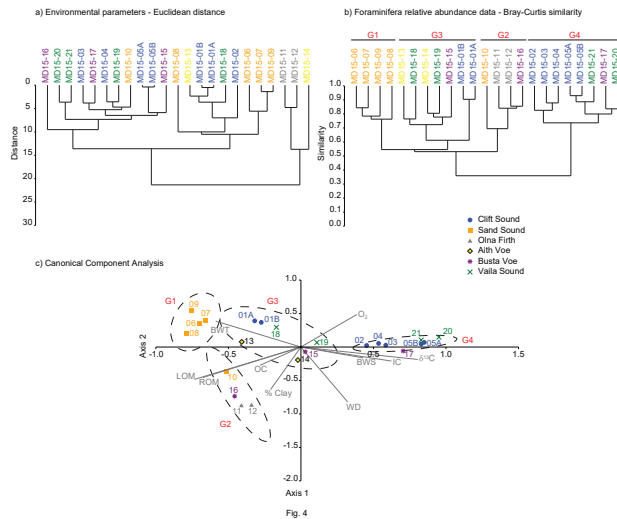 a) Environmental parameters - Euclidean distance
MD15-16
MD15-20
MD15-21
MD15-03
MD15-17
MD15-04
MD15-19
MD15-10
MD15-05A
MD15-05B
MD15-15
MD15-08
MD15-13
MD15-01B
MD15-01A
MD15-18
MD15-02
MD15-06
MD15-07
MD15-09
MD15-11
MD15-12
MD15-14
Distance
0
5
10
15
20
25
30
b) Foraminifera relative abundance data - Bray-Curtis similarity
G1
G3
G2
G4
MD15-06
MD15-07
MD15-09
MD15-08
MD15-13
MD15-18
MD15-14
MD15-19
MD15-15
MD15-01B
MD15-01A
MD15-10
MD15-11
MD15-12
MD15-16
MD15-02
MD15-03
MD15-04
MD15-05A
MD15-05B
MD15-21
MD15-17
MD15-20
Similarity
1.0
0.9
0.8
0.7
0.6
0.5
0.4
0.3
0.2
0.1
0.0
Clift Sound
Sand Sound
Olna Firth
Aith Voe
Busta Voe
Vaila Sound
c) Canonical Component Analysis
Axis 2
1.0
0.5
-1.0
-0.5
0
0.5
1.0
1.5
-0.5
-1.0
-1.5
-2.0
G1
09
07
06
08
BWT
G3
01A
01B
18
13
O₂
19
15
14
02
04
03
05B
05A
21
20
17
G4
BWS
IC
δ¹³C
LOM
ROM
OC
% Clay
WD
10
16
11
12
G2
Axis 1
Fig. 4